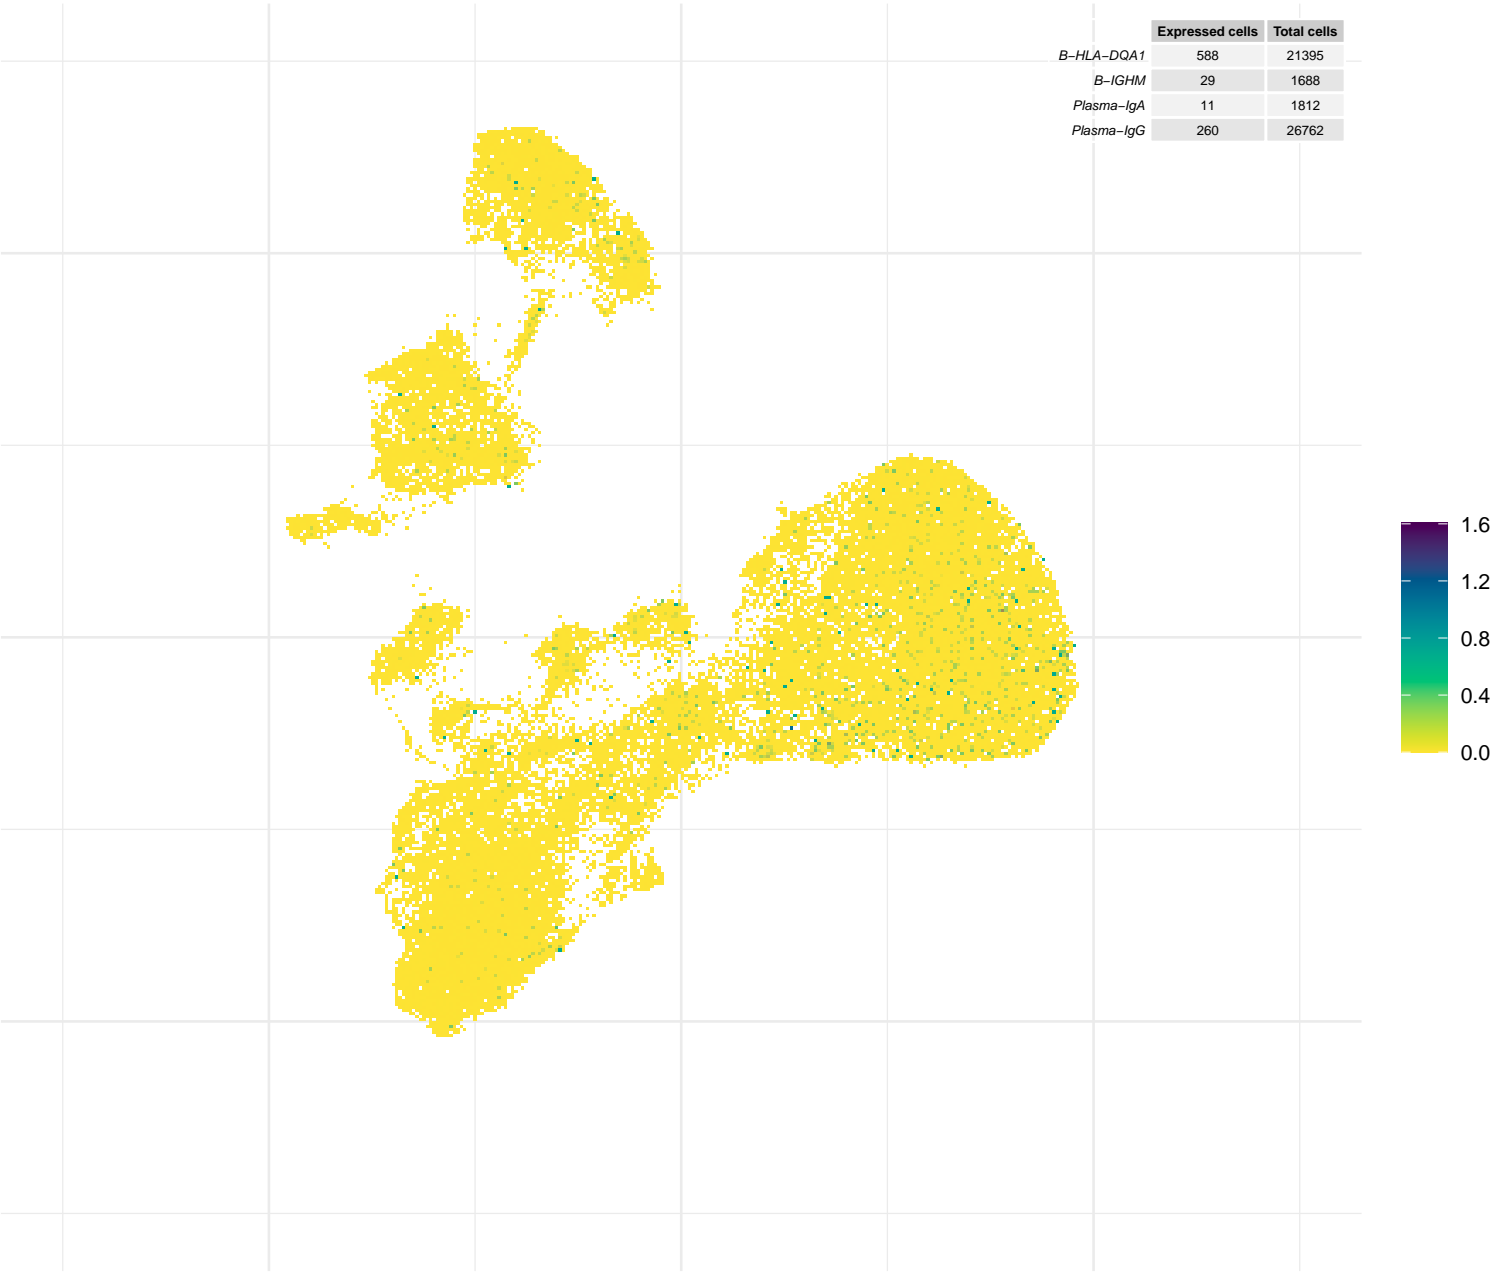 Expressed cells Total cells
B−HLA−DQA1 588 21395
B−IGHM 29 1688
Plasma−IgA 11 1812
Plasma−IgG 260 26762
1.6
1.2
0.8
0.4
0.0